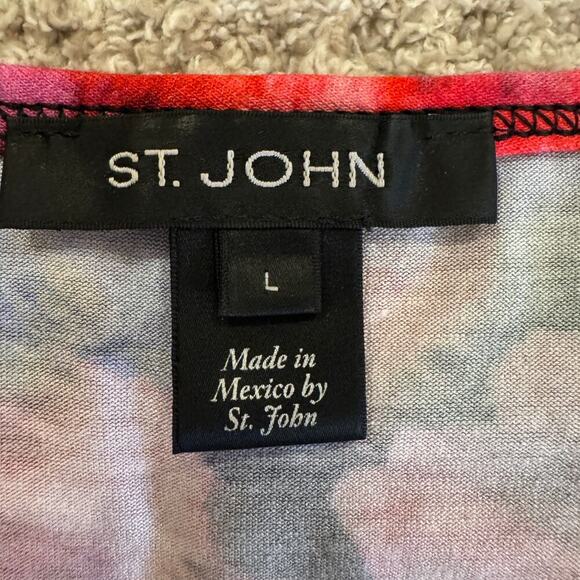 ST. JOHN
L
Made in
Mexico by
St. John